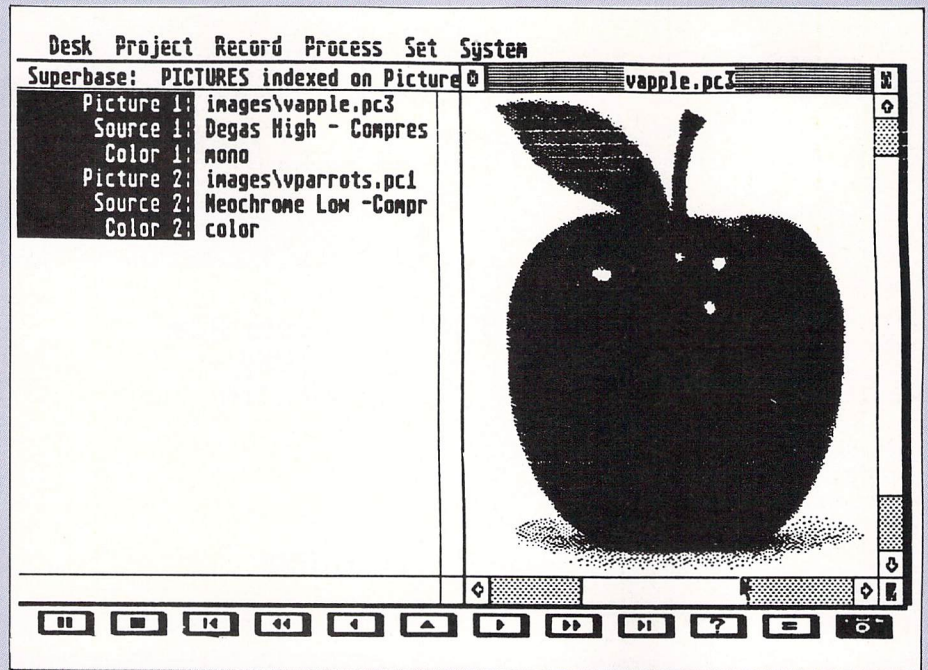 Desk Project Record Process Set System
Superbase: PICTURES indexed on Picture
vapple.pc3
Picture 1: images\vapple.pc3
Source 1: Degas High - Compres
Color 1: mono
Picture 2: images\vparrots.pc1
Source 2: Neochrome Low -Compr
Color 2: color
?
=